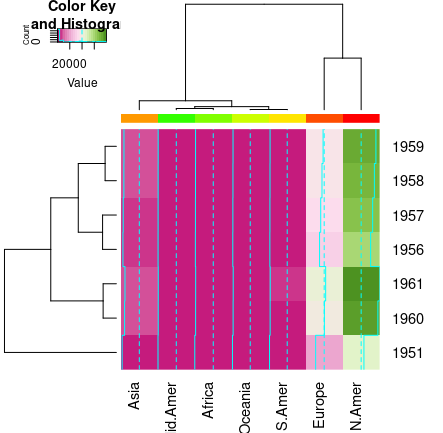 Color Key
and Histogra
Count
0
20000
Value
1959
1958
1957
1956
1961
1960
1951
Asia
id.Amer
Africa
Oceania
S.Amer
Europe
N.Amer